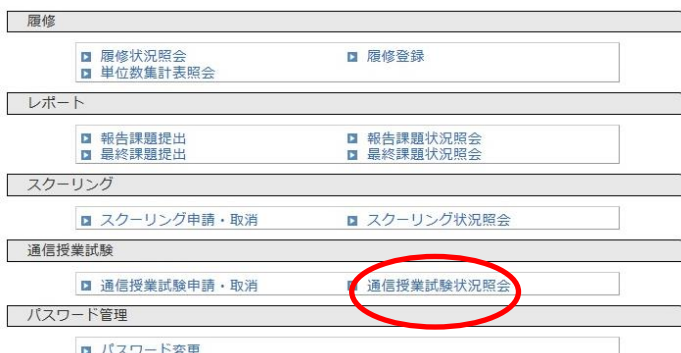 履修
履修状況照会 履修登録
単位数集計表照会
レポート
報告課題提出 報告課題状況照会
最終課題提出 最終課題状況照会
スクーリング
スクーリング申請・取消 スクーリング状況照会
通信授業試験
通信授業試験申請・取消 通信授業試験状況照会
パスワード管理
パスワード変更